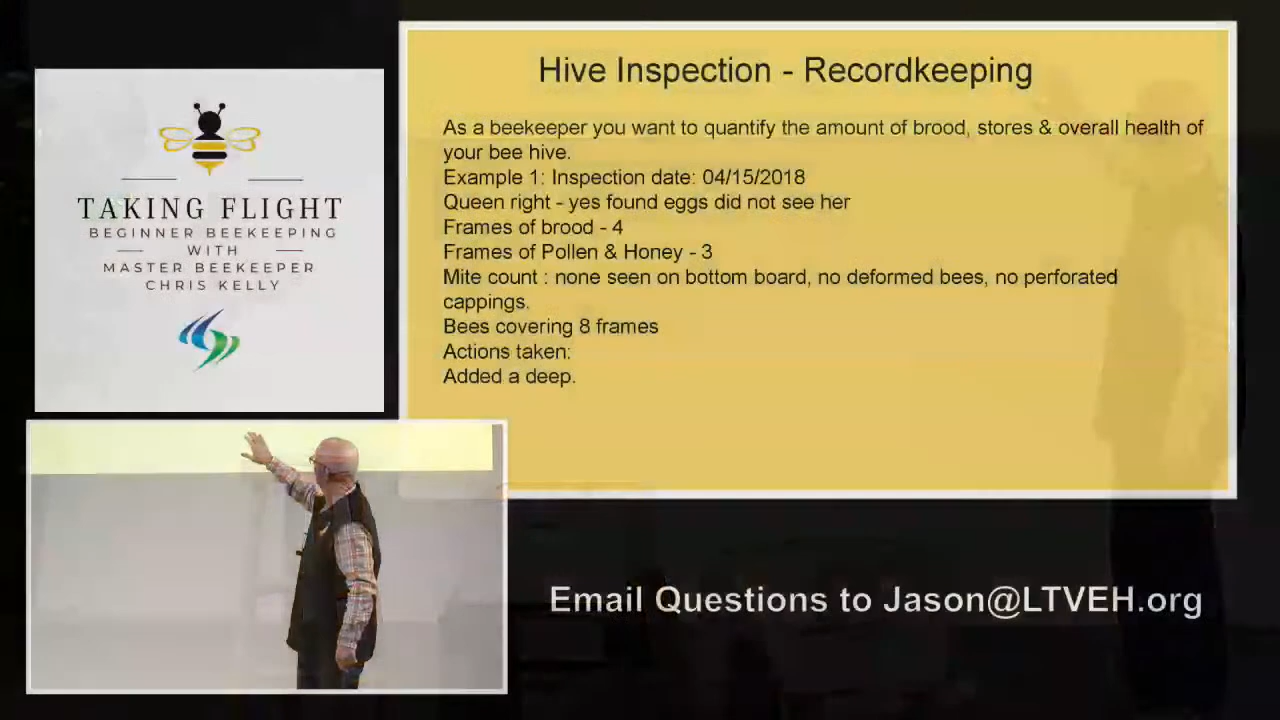 TAKING FLIGHT
BEGINNER BEEKEEPING
WITH
MASTER BEEKEEPER
CHRIS KELLY
Hive Inspection - Recordkeeping
As a beekeeper you want to quantify the amount of brood, stores & overall health of
your bee hive.
Example 1: Inspection date: 04/15/2018
Queen right - yes found eggs did not see her
Frames of brood - 4
Frames of Pollen & Honey - 3
Mite count : none seen on bottom board, no deformed bees, no perforated
cappings.
Bees covering 8 frames
Actions taken:
Added a deep.
Email Questions to Jason@LTVEH.org